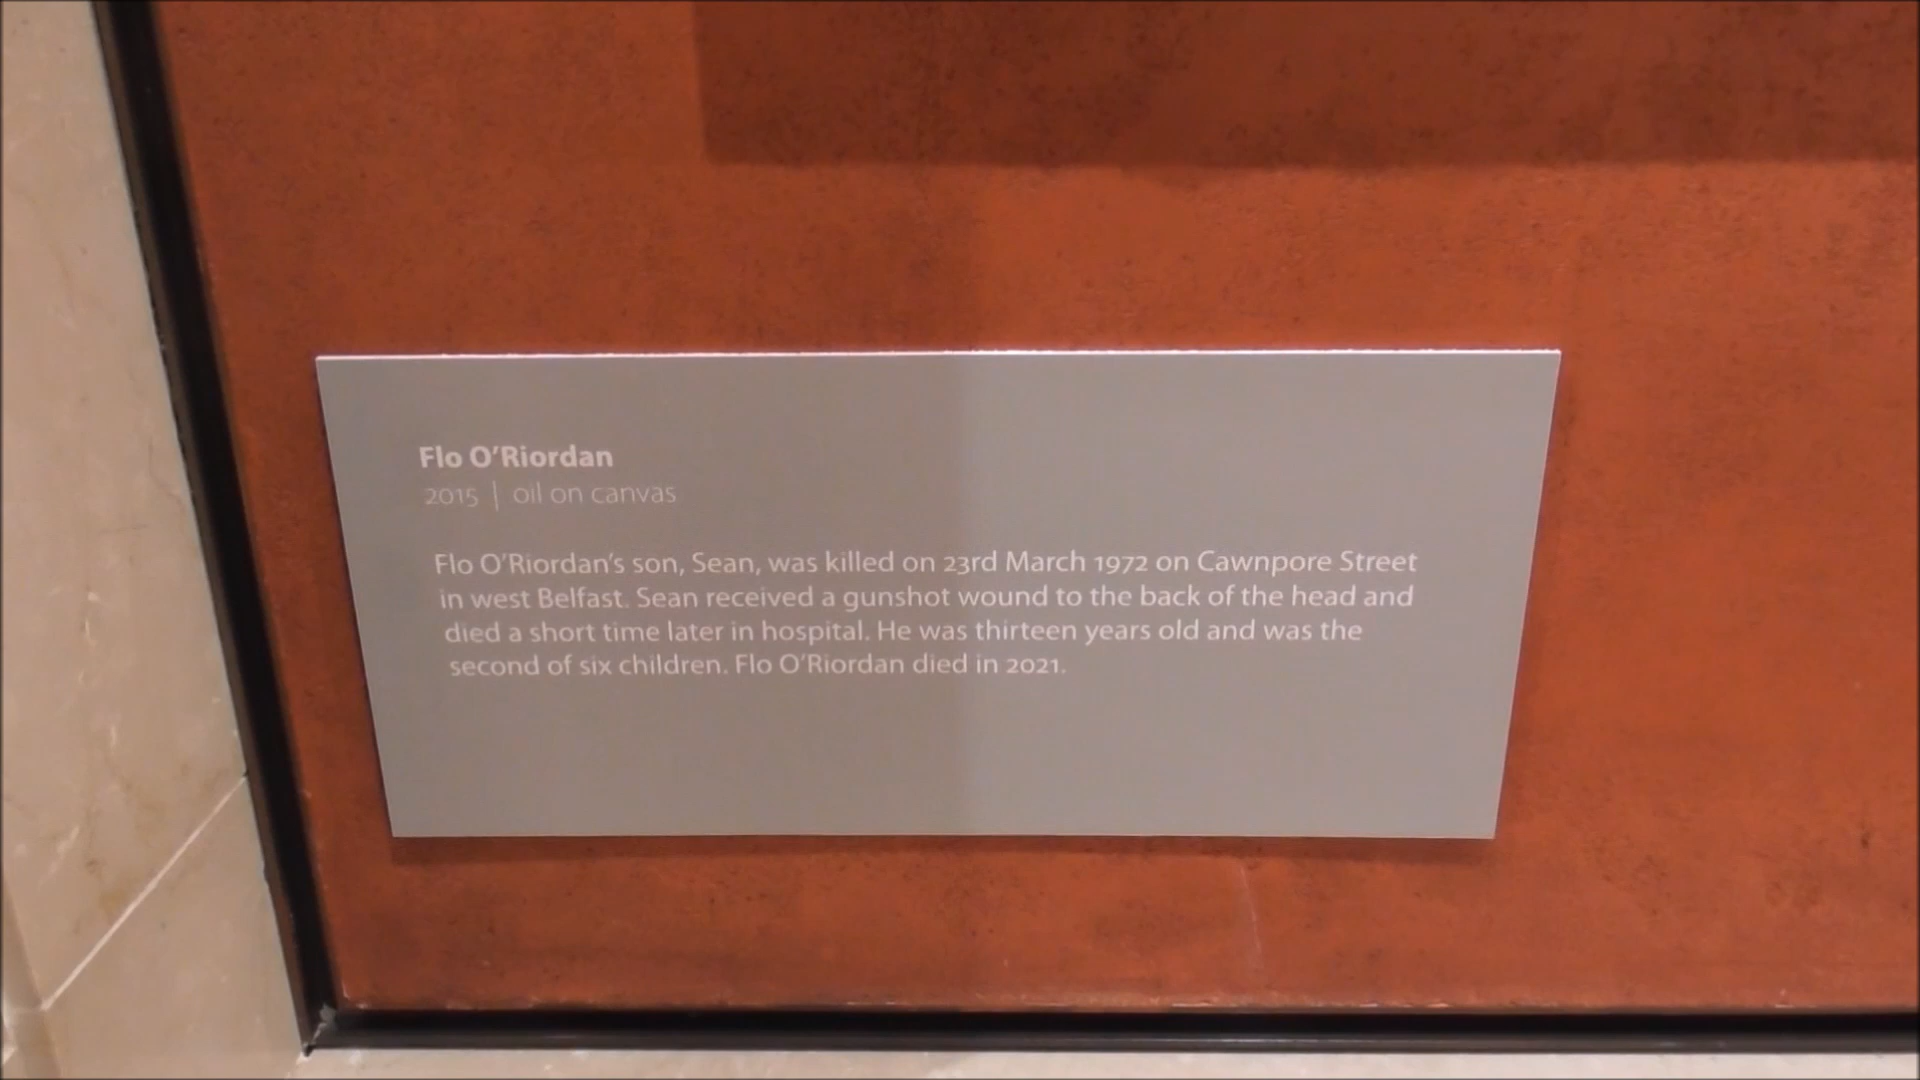 Flo O'Riordan
2015 | oil on canvas
Flo O'Riordan's son, Sean, was killed on 23rd March 1972 on Cawnpore Street
in west Belfast. Sean received a gunshot wound to the back of the head and
died a short time later in hospital. He was thirteen years old and was the
second of six children. Flo O'Riordan died in 2021.